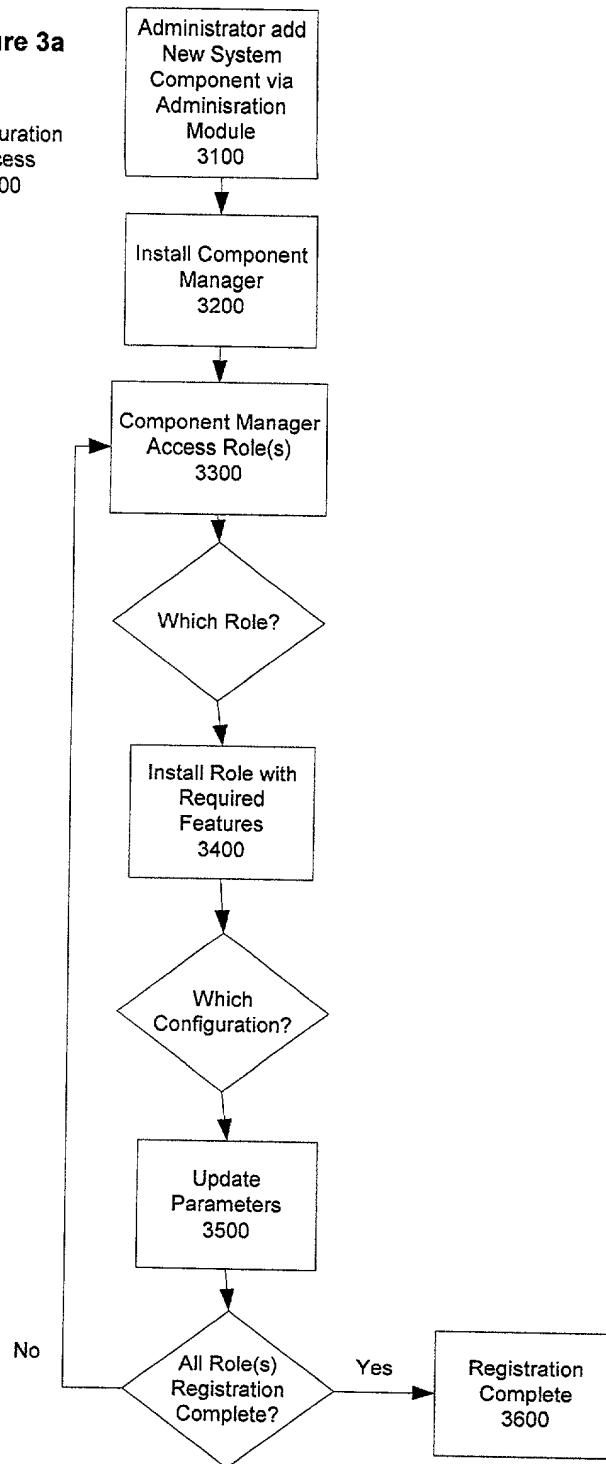 ure 3a
uration
cess
00
Administrator add
New System
Component via
Adminisration
Module
3100
Install Component
Manager
3200
Component Manager
Access Role(s)
3300
Which Role?
Install Role with
Required
Features
3400
Which
Configuration?
Update
Parameters
3500
All Role(s)
Registration
Complete?
No
Yes
Registration
Complete
3600